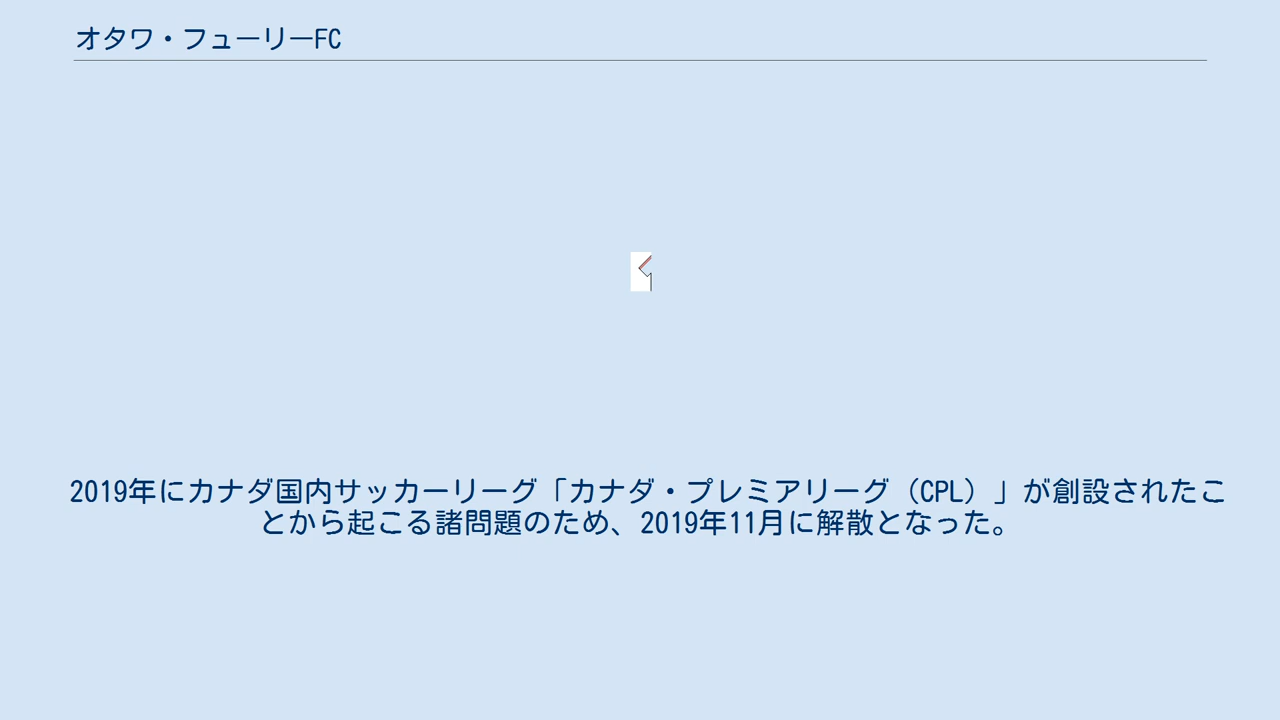 オタワ・フューリーFC
2019年にカナダ国内サッカーリーグ「カナダ・プレミアリーグ（CPL）」が創設されたこ
とから起こる諸問題のため、2019年11月に解散となった。